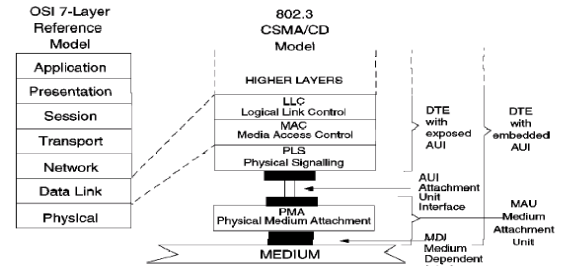 OSI 7-Layer
Reference
Model
Application
Presentation
Session
Transport
Network
Data Link
Physical
802.3
CSMA/CD
Model
HIGHER LAYERS
LLC
Logical Link Control
MAC
Media Access Control
PLS
Physical Signalling
PMA
Physical Medium Attachment
MEDIUM
DTE
with
exposed
AUI
DTE
with
embedded
AUI
AUI
Attachment
Unit
Interface
MAU
Medium
Attachment
Unit
MDI
Medium
Dependent